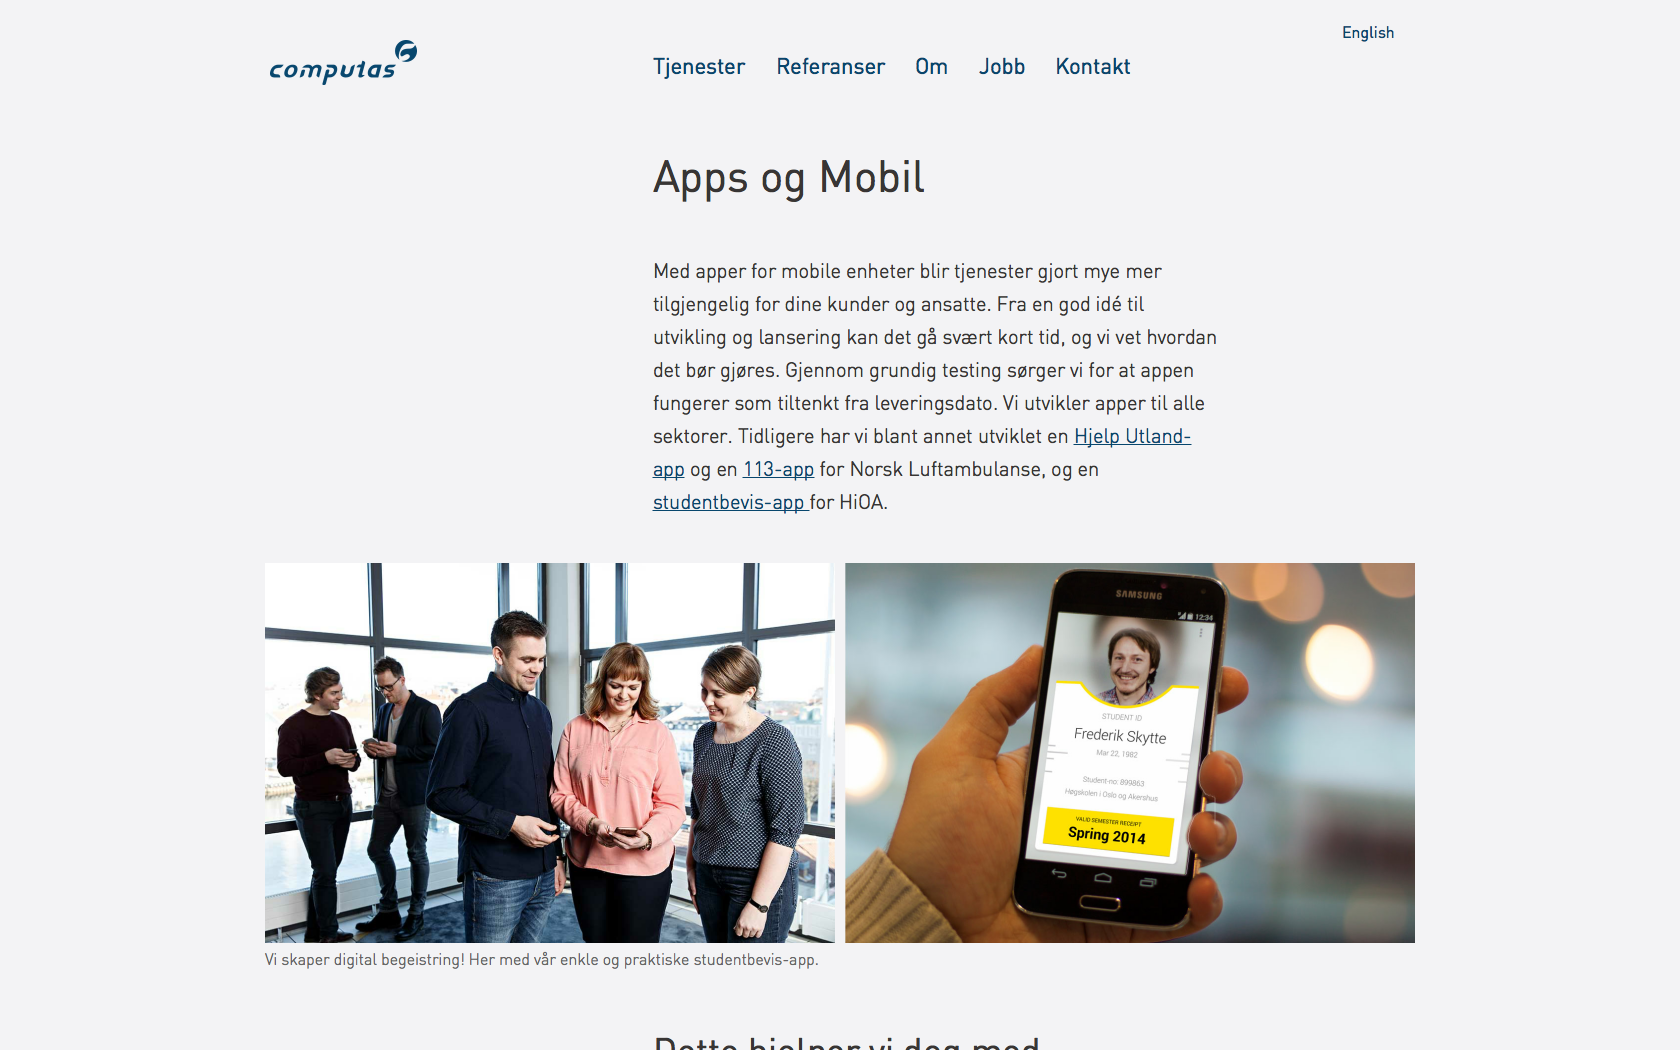 English
computas
Tjenester Referanser Om Jobb Kontakt
Apps og Mobil
Med apper for mobile enheter blir tjenester gjort mye mer
tilgjengelig for dine kunder og ansatte. Fra en god idé til
utvikling og lansering kan det gå svært kort tid, og vi vet hvordan
det bør gjøres. Gjennom grundig testing sørger vi for at appen
fungerer som tiltenkt fra leveringsdato. Vi utvikler apper til alle
sektorer. Tidligere har vi blant annet utviklet en Hjelp Utland-
app og en 113-app for Norsk Luftambulanse, og en
studentbevis-app for HiOA.
SAMSUNG
12:34
STUDENT ID
Frederik Skytte
Mar 22, 1982
Student-no: 899863
Høgskolen i Oslo og Akershus
VALID SEMESTER RECEIPT
Spring 2014
Vi skaper digital begeistring! Her med vår enkle og praktiske studentbevis-app.
Dette hjelper vi deg med